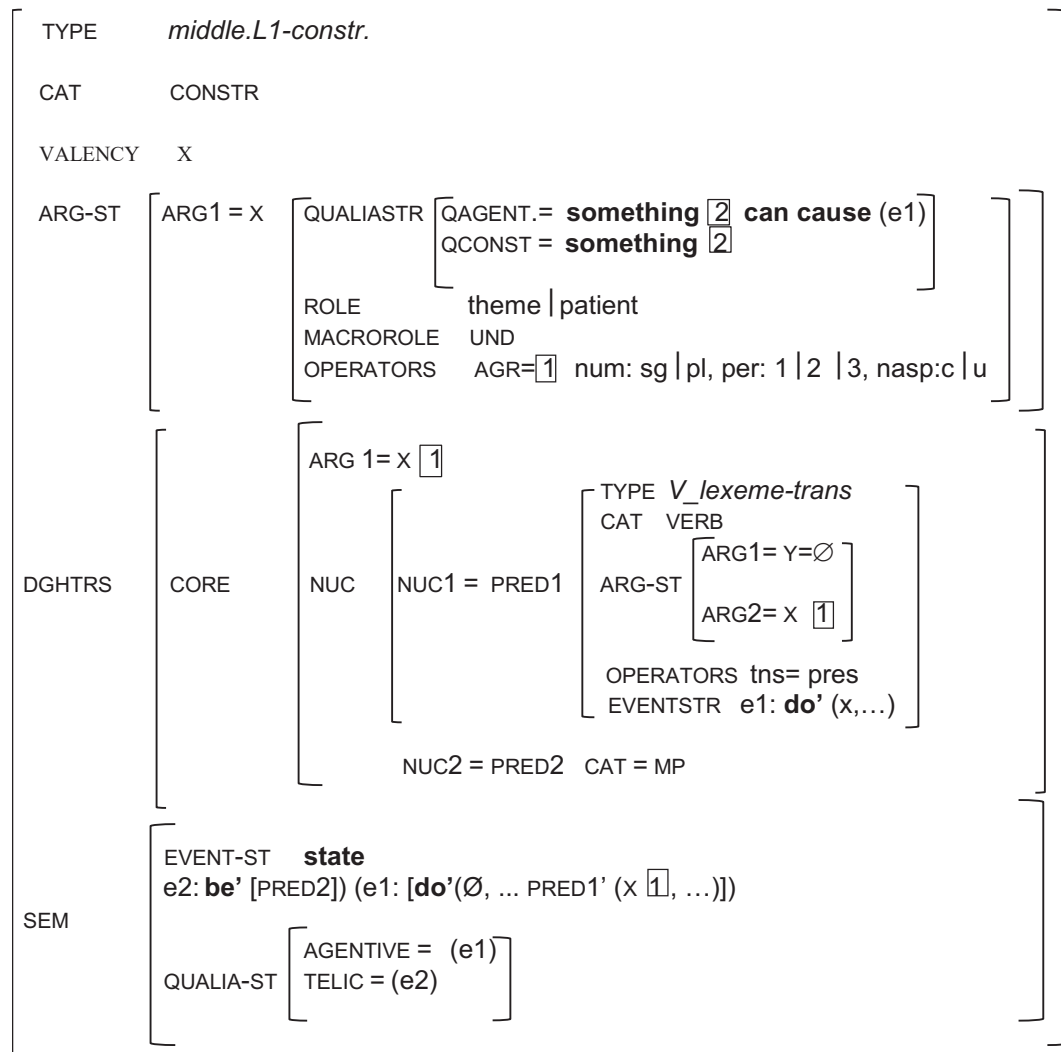 TYPE middle.L1-constr.
CAT CONSTR
VALENCY X
ARG-ST ARG1 = X QUALIASTR QAGENT.= something 2 can cause (e1)
QCONST = something 2
ROLE theme | patient
MACROROLE UND
OPERATORS AGR=1 num: sg | pl, per: 1 | 2 | 3, nasp:c | u
ARG 1= X 1
TYPE V_lexeme-trans
CAT VERB
ARG1= Y=∅
DGHTRS CORE NUC NUC1 = PRED1 ARG-ST
ARG2= X 1
OPERATORS tns= pres
EVENTSTR e1: do’ (x,…)
NUC2 = PRED2 CAT = MP
EVENT-ST state
e2: be’ [PRED2]) (e1: [do’(Ø, ... PRED1’ (X 1, …)])
SEM
AGENTIVE = (e1)
QUALIA-ST TELIC = (e2)